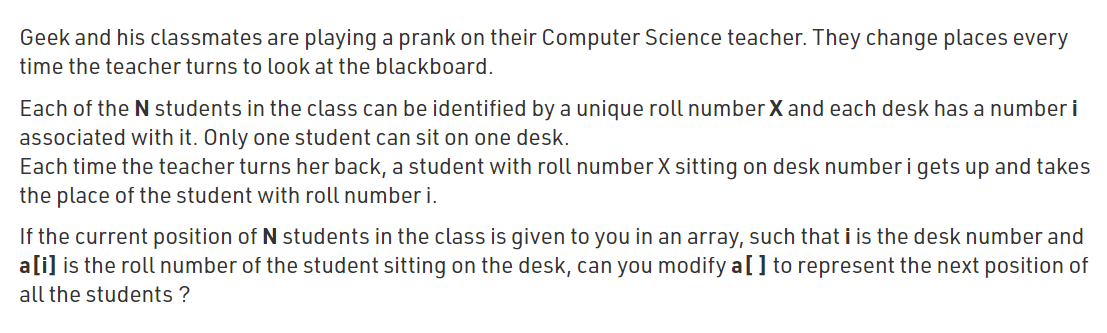 Geek and his classmates are playing a prank on their Computer Science teacher. They change places every
time the teacher turns to look at the blackboard.
Each of the N students in the class can be identified by a unique roll number X and each desk has a number i
associated with it. Only one student can sit on one desk.
Each time the teacher turns her back, a student with roll number X sitting on desk number i gets up and takes
the place of the student with roll number i.
If the current position of N students in the class is given to you in an array, such that i is the desk number and
a[i] is the roll number of the student sitting on the desk, can you modify a[ ] to represent the next position of
all the students ?